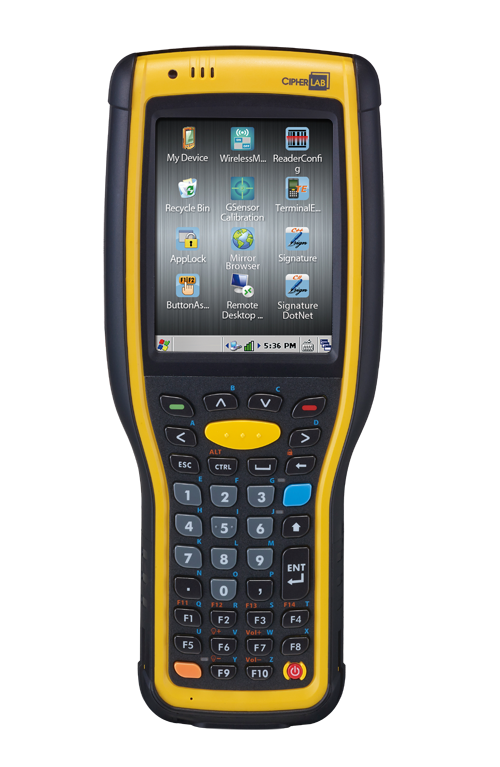 CIPHERLAB
My Device WirelessM... ReaderConfi
g
Recycle Bin GSensor TerminalE...
Calibration
AppLock Mirror Signature
Browser
ButtonAs... Remote Signature
Desktop ... DotNet
5:36 PM
B C
A D
ALT
ESC CTRL
E F G
1 2 3
H I J
4 5 6
K L M
7 8 9
ENT
N O P
. 0 ,
F11 Q F12 R F13 S F14 T
F1 F2 F3 F4
U V Vol+ W X
F5 F6 F7 F8
Y Vol- Z
F9 F10